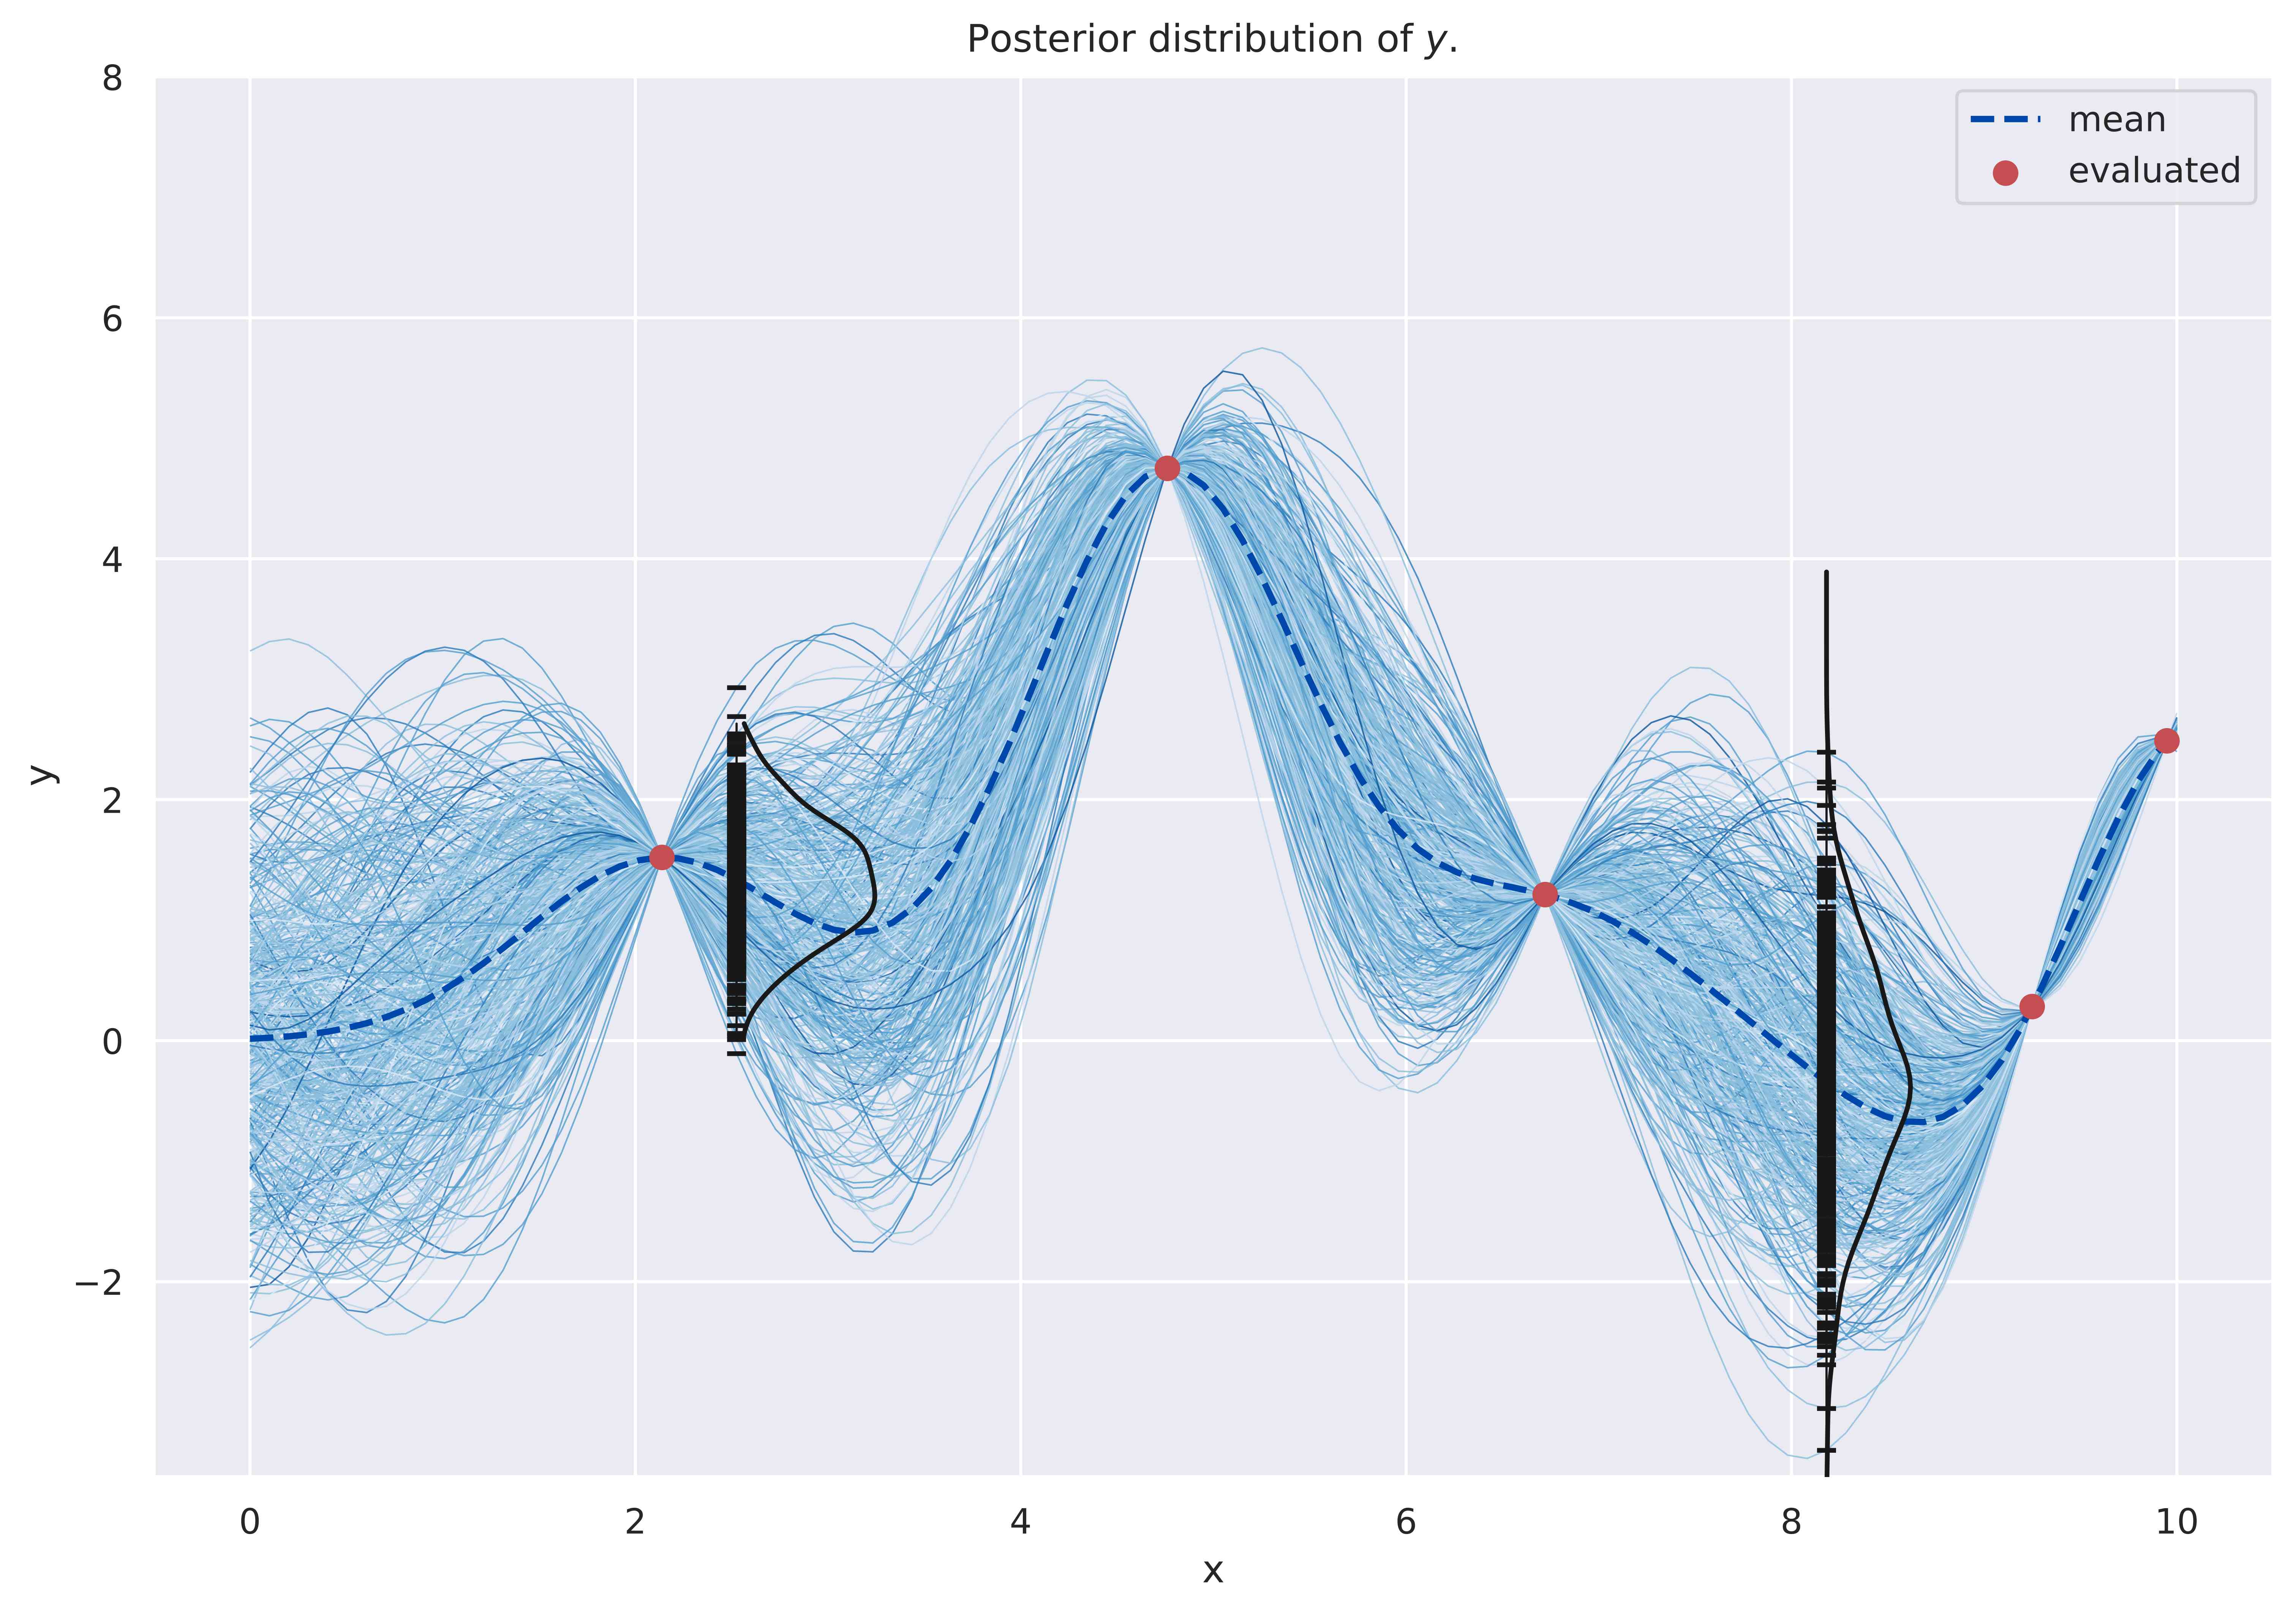 Posterior distribution of y.
mean
evaluated
8
6
4
2
0
−2
y
0 2 4 6 8 10
x